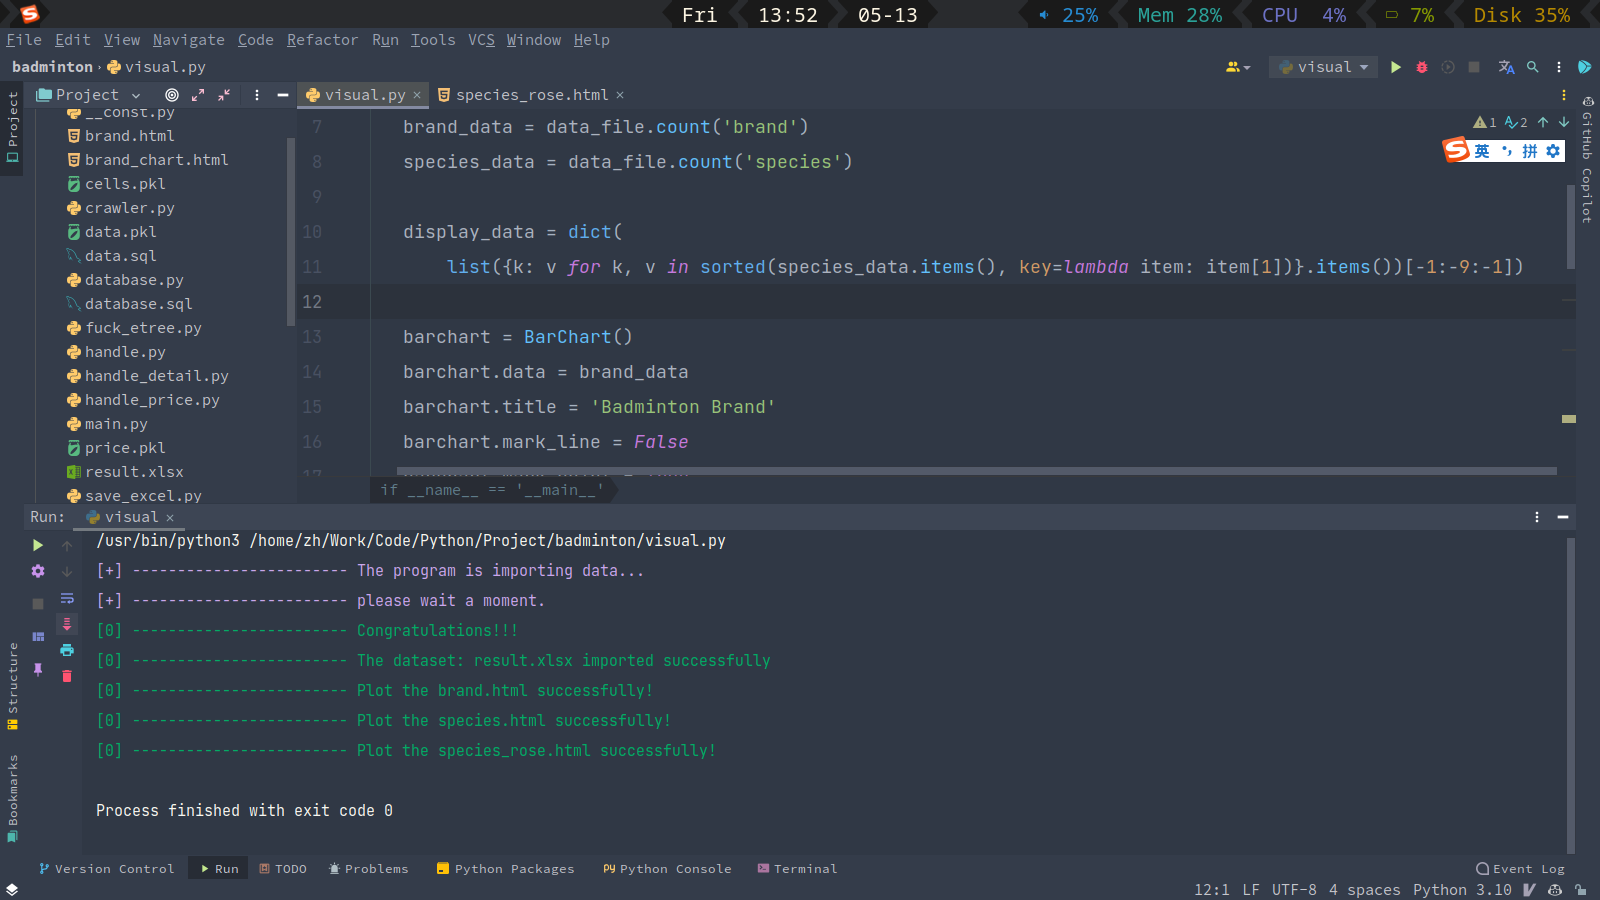 Fri 13:52 05-13 25% Mem 28% CPU 4% 7% Disk 35%
File Edit View Navigate Code Refactor Run Tools VCS Window Help
badminton › visual.py visual
Project visual.py × species_rose.html ×
Project
__const.py
brand.html
brand_chart.html
cells.pkl
crawler.py
data.pkl
data.sql
database.py
database.sql
fuck_etree.py
handle.py
handle_detail.py
handle_price.py
main.py
price.pkl
result.xlsx
save_excel.py
7 brand_data = data_file.count('brand')
8 species_data = data_file.count('species')
9
10 display_data = dict(
11 list({k: v for k, v in sorted(species_data.items(), key=lambda item: item[1])}.items())[-1:-9:-1])
12
13 barchart = BarChart()
14 barchart.data = brand_data
15 barchart.title = 'Badminton Brand'
16 barchart.mark_line = False
17
if __name__ == '__main__'
1 2
英 拼
GitHub Copilot
Run: visual ×
/usr/bin/python3 /home/zh/Work/Code/Python/Project/badminton/visual.py
[+] ------------------------ The program is importing data...
[+] ------------------------ please wait a moment.
[0] ------------------------ Congratulations!!!
[0] ------------------------ The dataset: result.xlsx imported successfully
[0] ------------------------ Plot the brand.html successfully!
[0] ------------------------ Plot the species.html successfully!
[0] ------------------------ Plot the species_rose.html successfully!
Process finished with exit code 0
Structure
Bookmarks
Version Control Run TODO Problems Python Packages Python Console Terminal Event Log
12:1 LF UTF-8 4 spaces Python 3.10